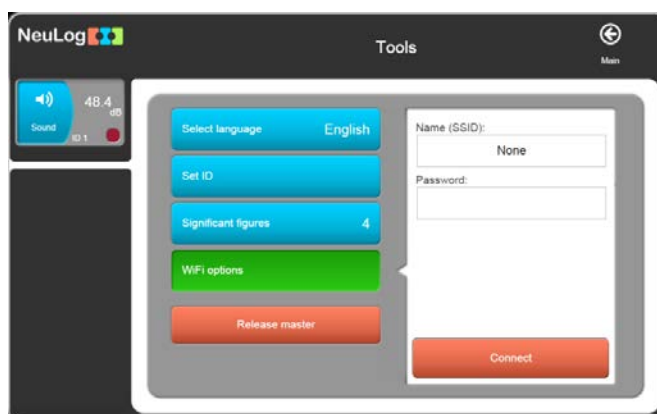 NeuLog
Tools
Main
48.4
dB
Sound
ID 1
Select language English
Set ID
Significant figures 4
WiFi options
Release master
Name (SSID):
None
Password:
Connect